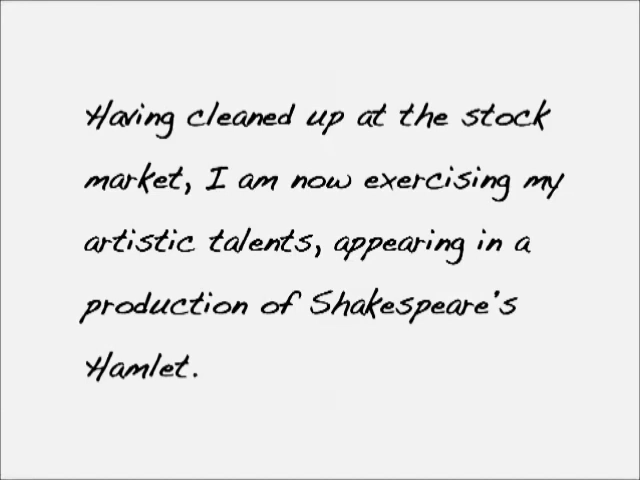 Having cleaned up at the stock
market, I am now exercising my
artistic talents, appearing in a
production of Shakespeare's
Hamlet.